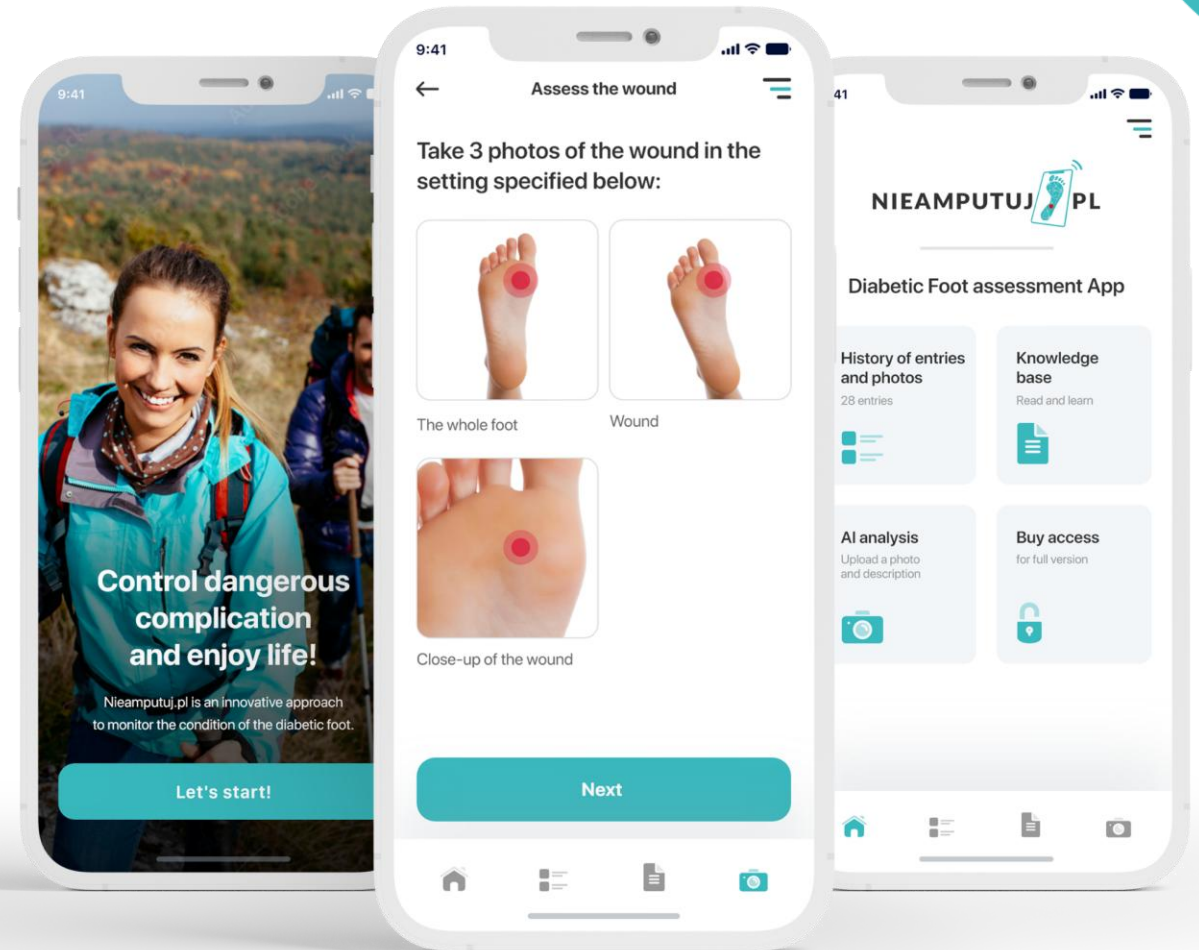 9:41
Control dangerous
complication
and enjoy life!
Nieamputuj.pl is an innovative approach
to monitor the condition of the diabetic foot.
Let's start!
9:41
Assess the wound
Take 3 photos of the wound in the
setting specified below:
The whole foot
Wound
Close-up of the wound
Next
41
NIEAMPUTUJ PL
Diabetic Foot assessment App
History of entries
and photos
28 entries
Knowledge
base
Read and learn
AI analysis
Upload a photo
and description
Buy access
for full version